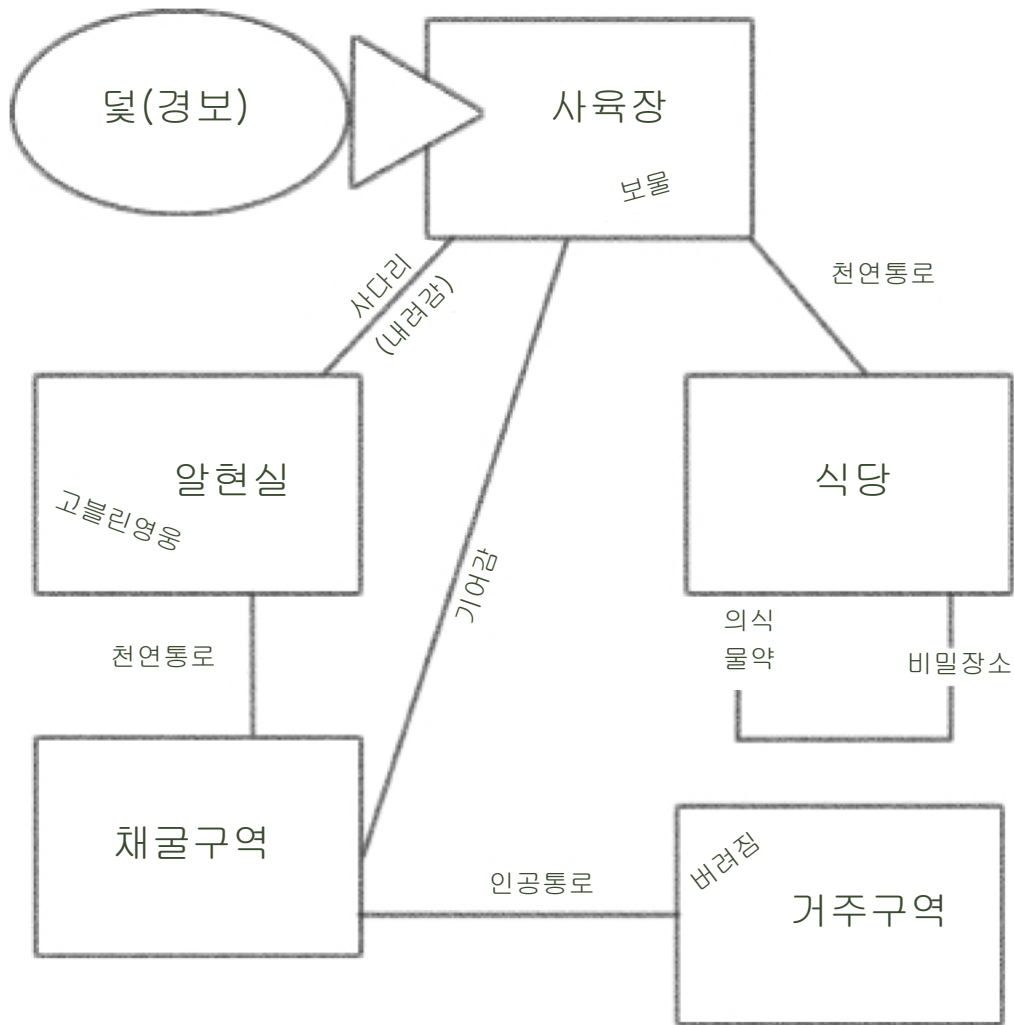 덫(경보)
사육장
보물
사다리
(내려감)
천연통로
알현실
고블린영웅
식당
기어감
천연통로
의식
물약
비밀장소
채굴구역
인공통로
버려짐
거주구역